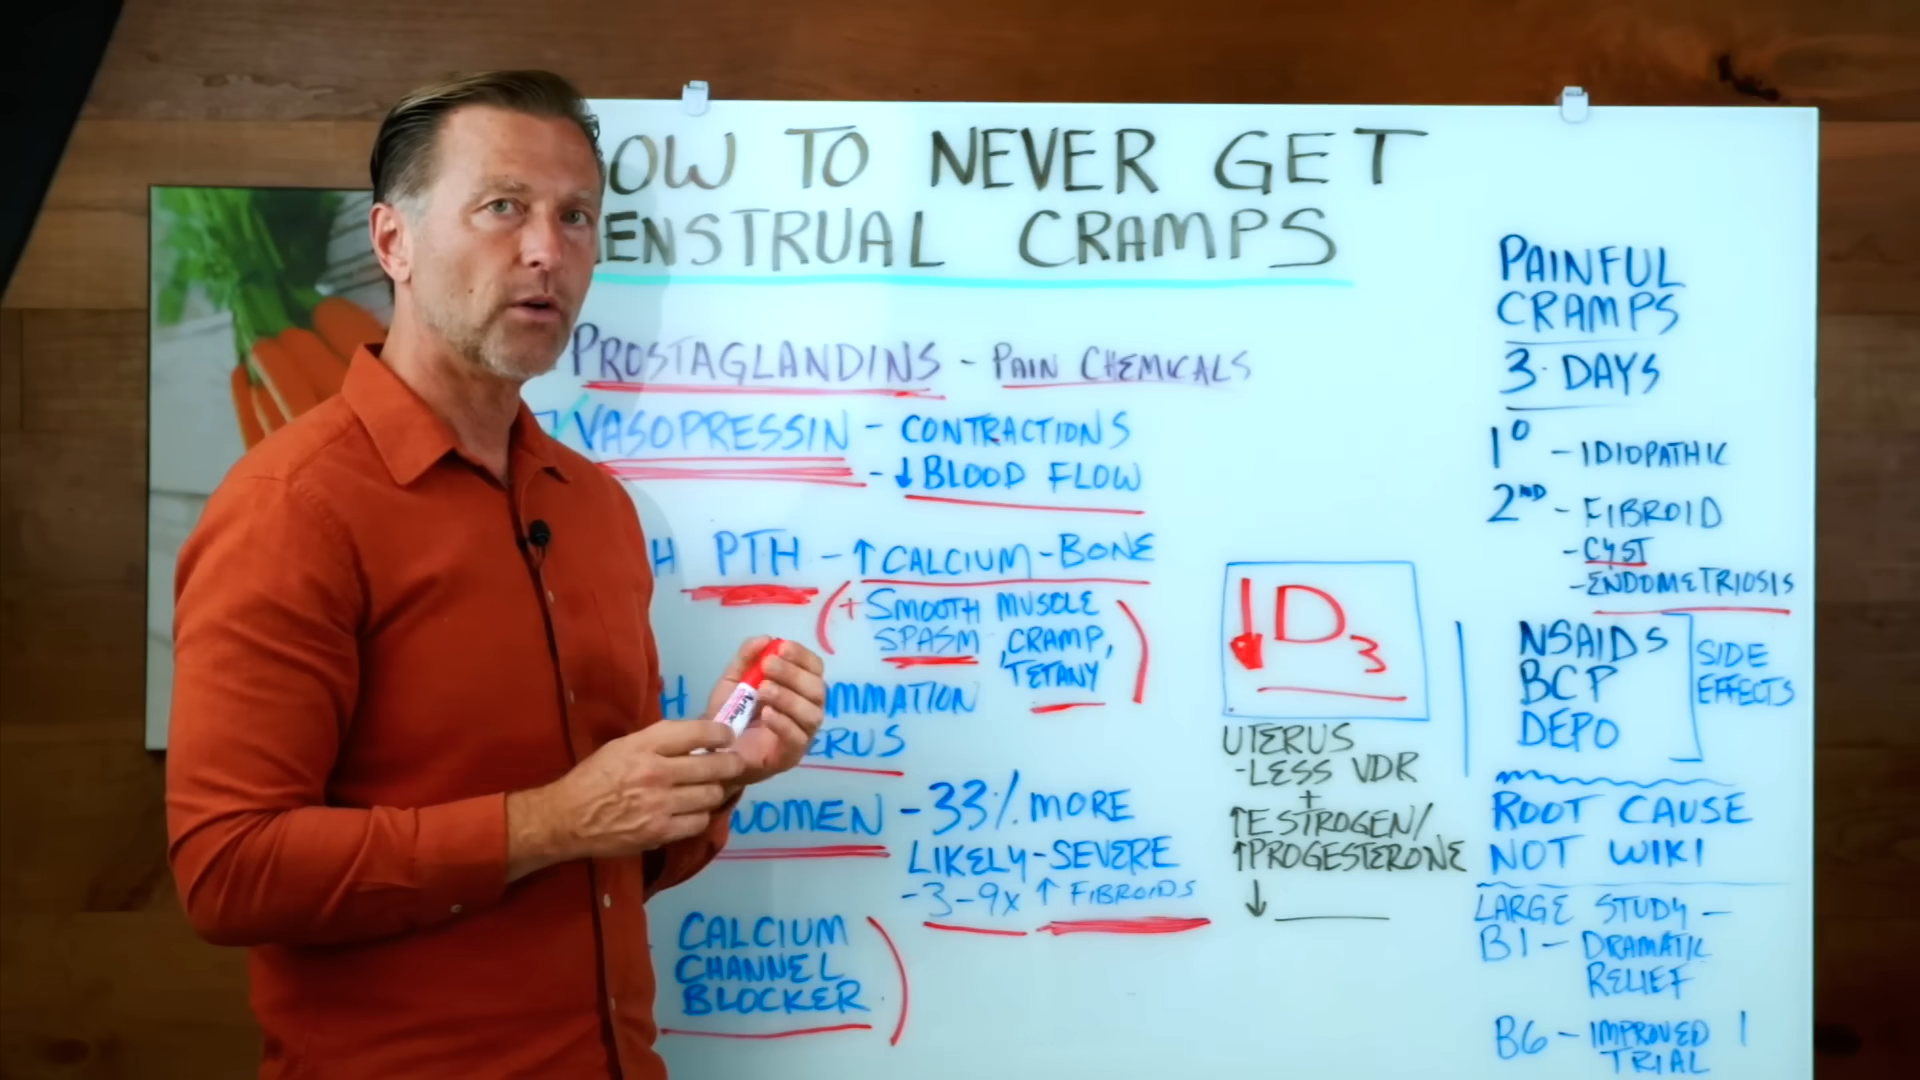 OW TO NEVER GET
ENSTRUAL CRAMPS
PROSTAGLANDINS - PAIN CHEMICALS
VASOPRESSIN - CONTRACTIONS
- ↓ BLOOD FLOW
H PTH - ↑ CALCIUM-BONE
(+ SMOOTH MUSCLE
SPASM, CRAMP,
TETANY)
H MMATION
ERUS
WOMEN - 33% MORE
LIKELY-SEVERE
- 3-9x ↑ FIBROIDS
CALCIUM
CHANNEL
BLOCKER)
↓ D3
UTERUS
-LESS VDR
+
↑ESTROGEN/
↑PROGESTERONE
↓ ______
PAINFUL
CRAMPS
3 DAYS
1° - IDIOPATHIC
2ND - FIBROID
- CYST
- ENDOMETRIOSIS
NSAIDS
BCP
DEPO
SIDE
EFFECTS
ROOT CAUSE
NOT WIKI
LARGE STUDY -
B1 - DRAMATIC
RELIEF
B6 - IMPROVED 1
TRIAL
Artline